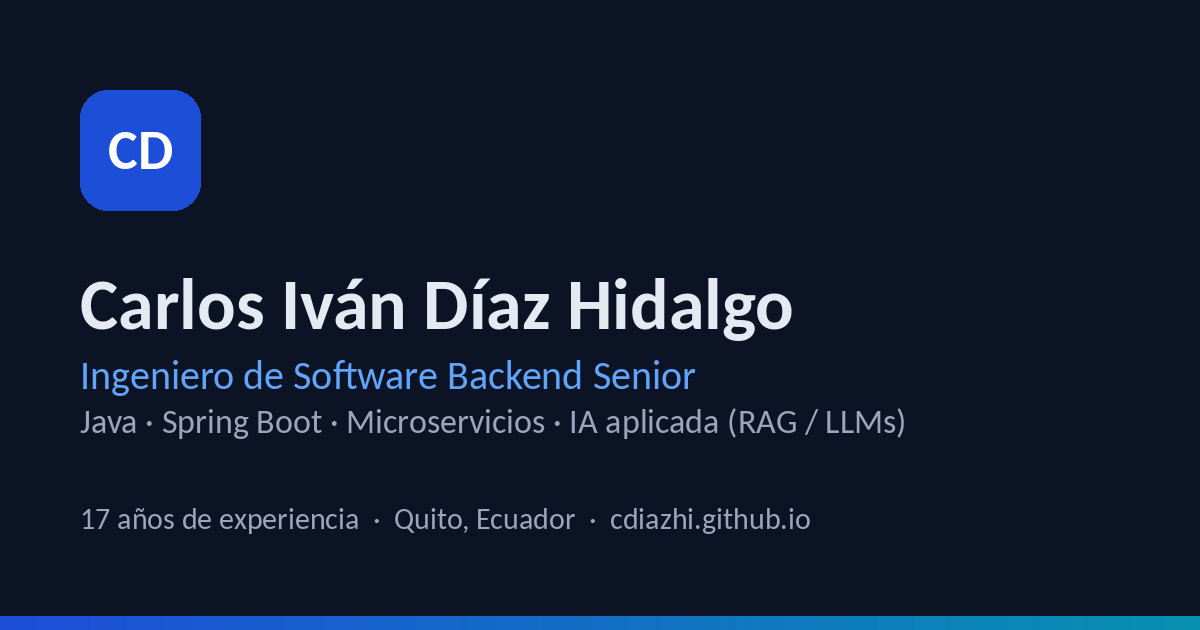 CD
Carlos Iván Díaz Hidalgo
Ingeniero de Software Backend Senior
Java · Spring Boot · Microservicios · IA aplicada (RAG / LLMs)
17 años de experiencia · Quito, Ecuador · cdiazhi.github.io